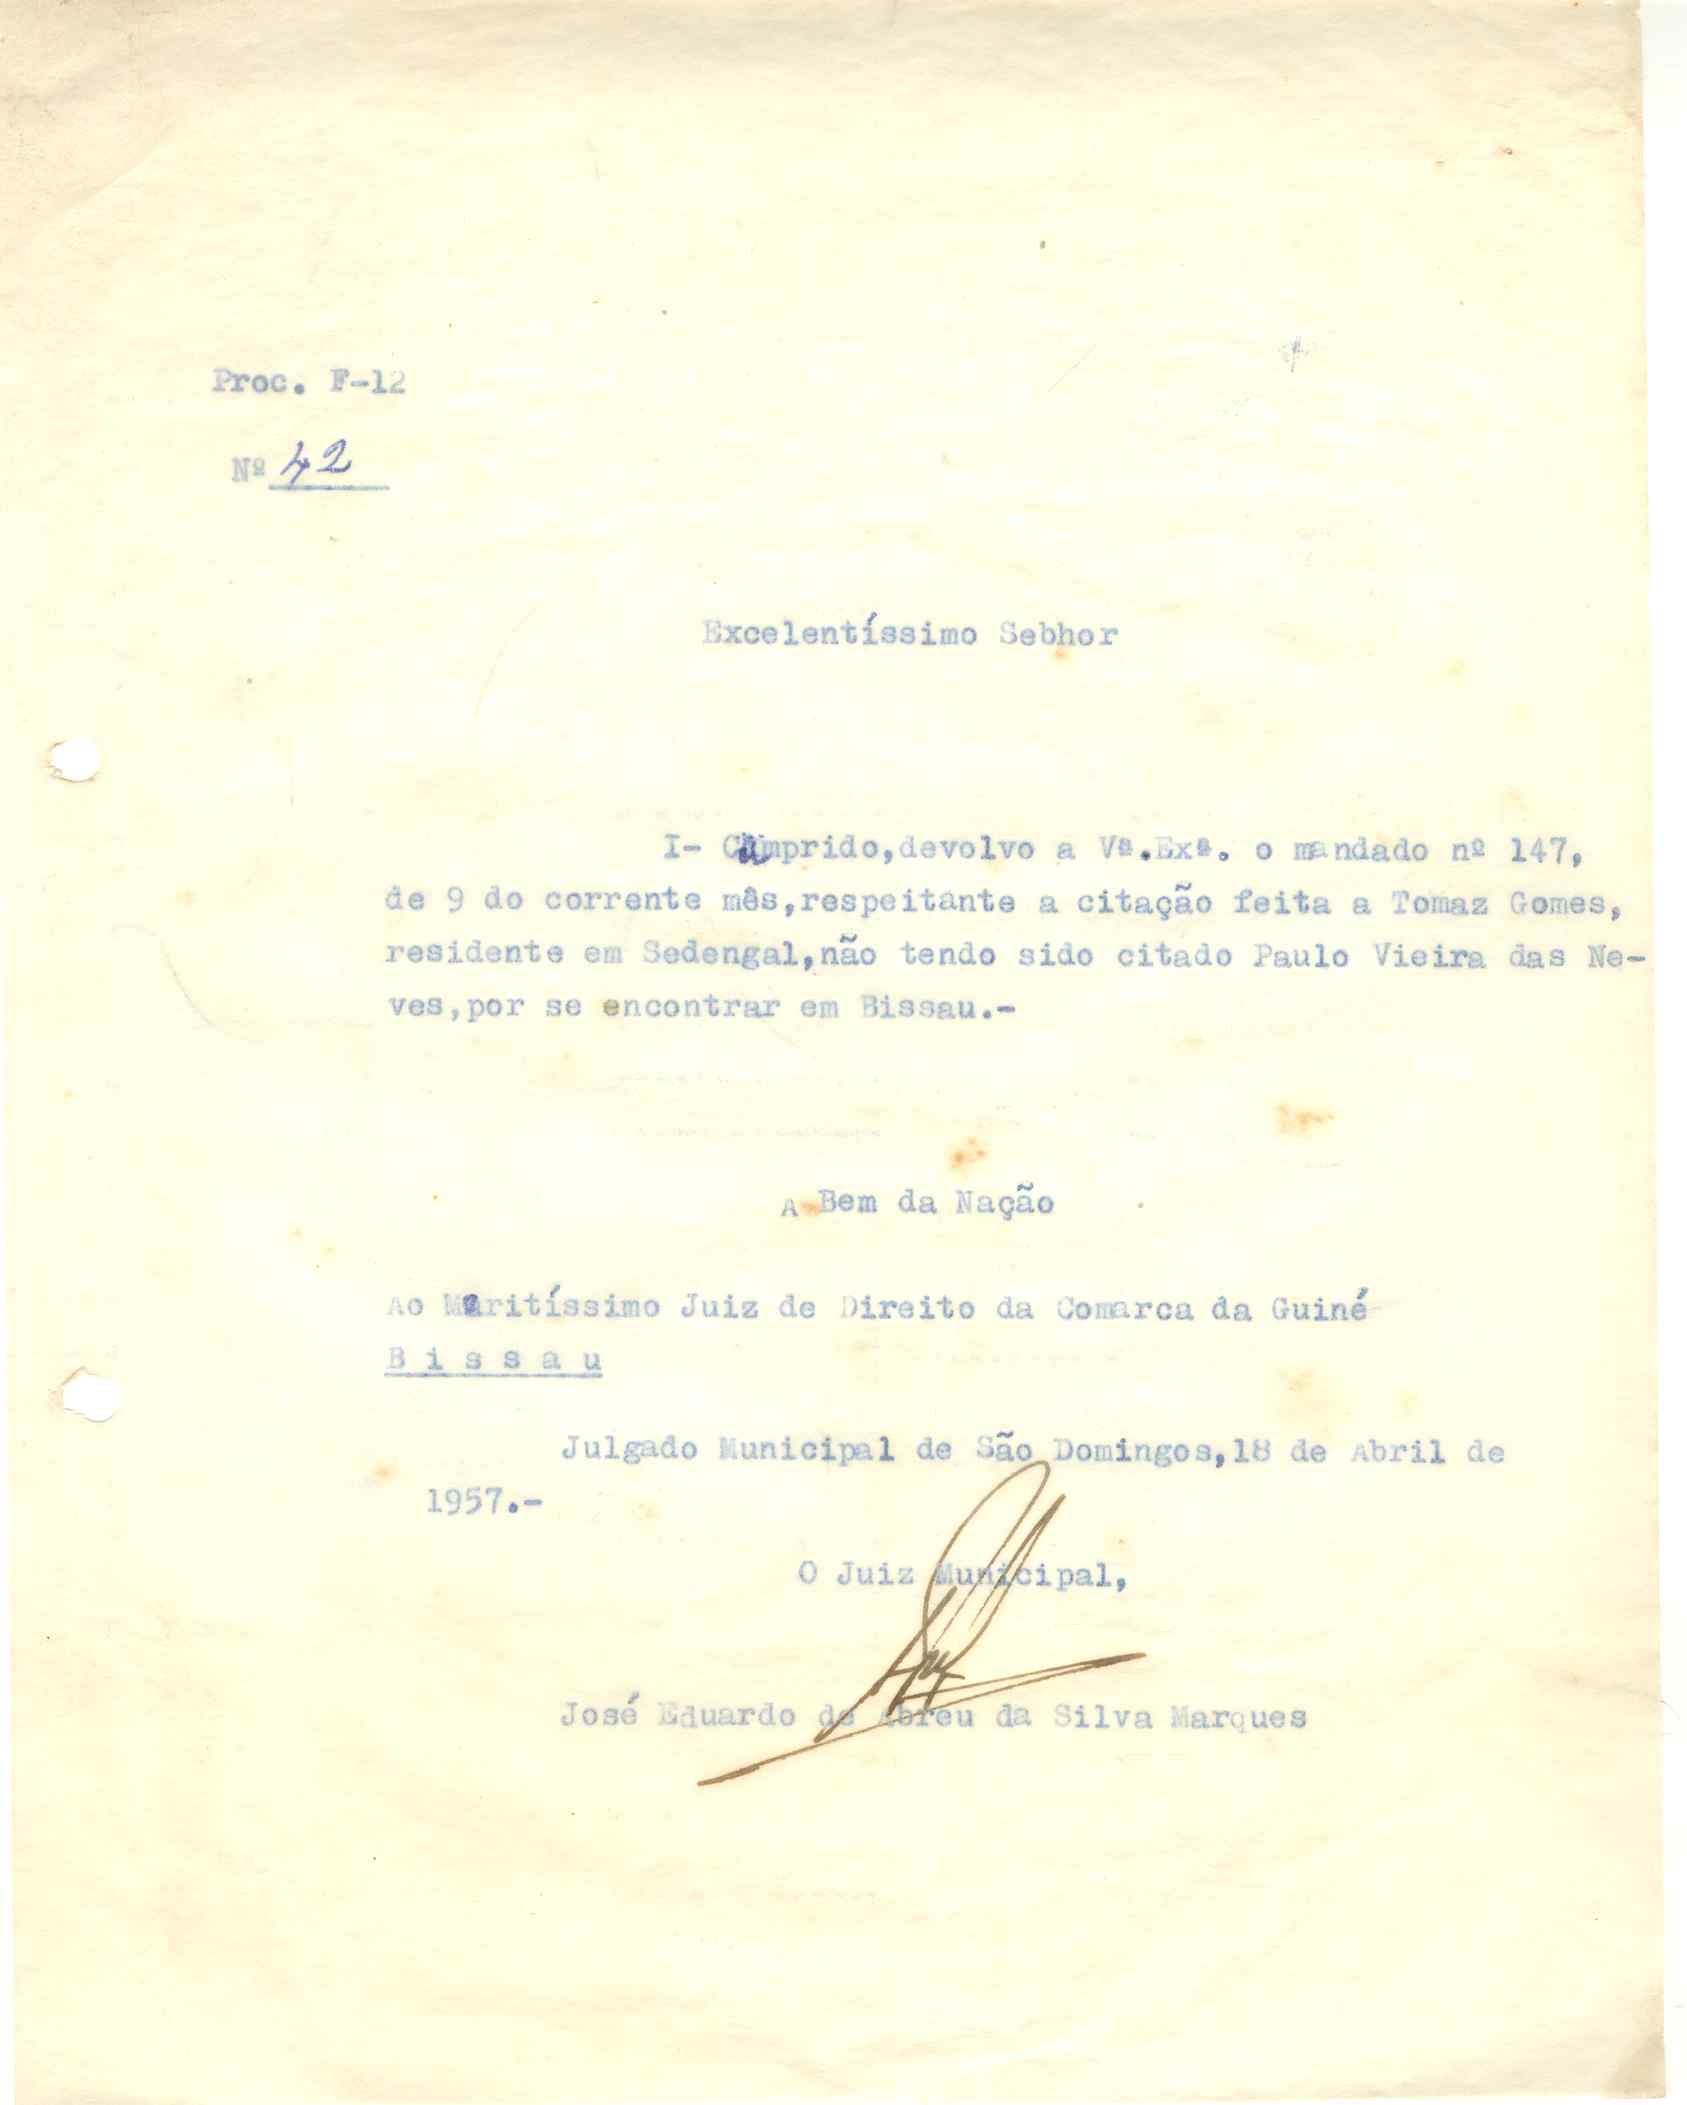 Proc. F-12
Nº 42
Excelentíssimo Sebhor
I- Cumprido,devolvo a Vª.Exª. o mandado nº 147,
de 9 do corrente mês,respeitante a citação feita a Tomaz Gomes,
residente em Sedengal,não tendo sido citado Paulo Vieira das Ne-
ves,por se encontrar em Bissau.-
A Bem da Nação
Ao Meritíssimo Juiz de Direito da Comarca da Guiné
B i s s a u
Julgado Municipal de São Domingos,18 de Abril de
1957.-
O Juiz Municipal,
José Eduardo de Abreu da Silva Marques